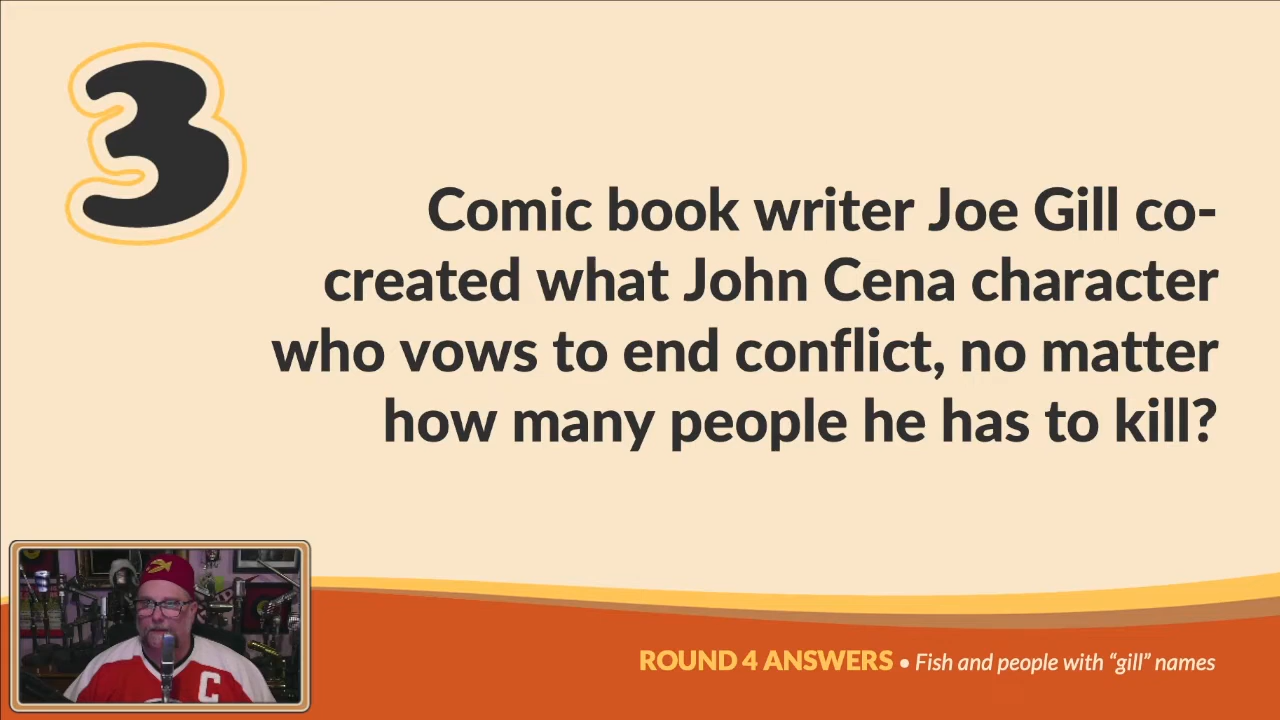 3
Comic book writer Joe Gill co-
created what John Cena character
who vows to end conflict, no matter
how many people he has to kill?
C
ROUND 4 ANSWERS • Fish and people with “gill” names